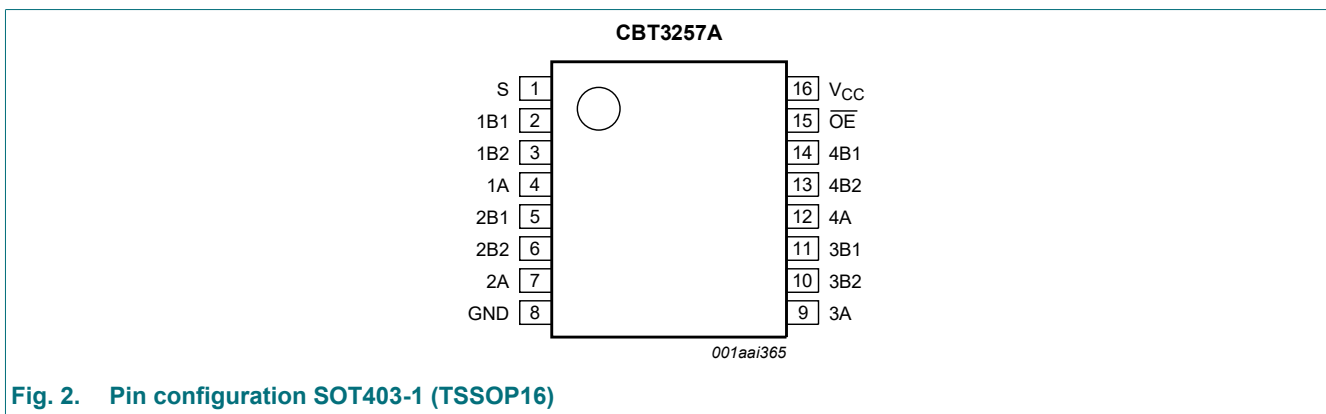 CBT3257A
S 1 16 VCC
1B1 2 15 O̅E̅
1B2 3 14 4B1
1A 4 13 4B2
2B1 5 12 4A
2B2 6 11 3B1
2A 7 10 3B2
GND 8 9 3A
001aai365
Fig. 2. Pin configuration SOT403-1 (TSSOP16)